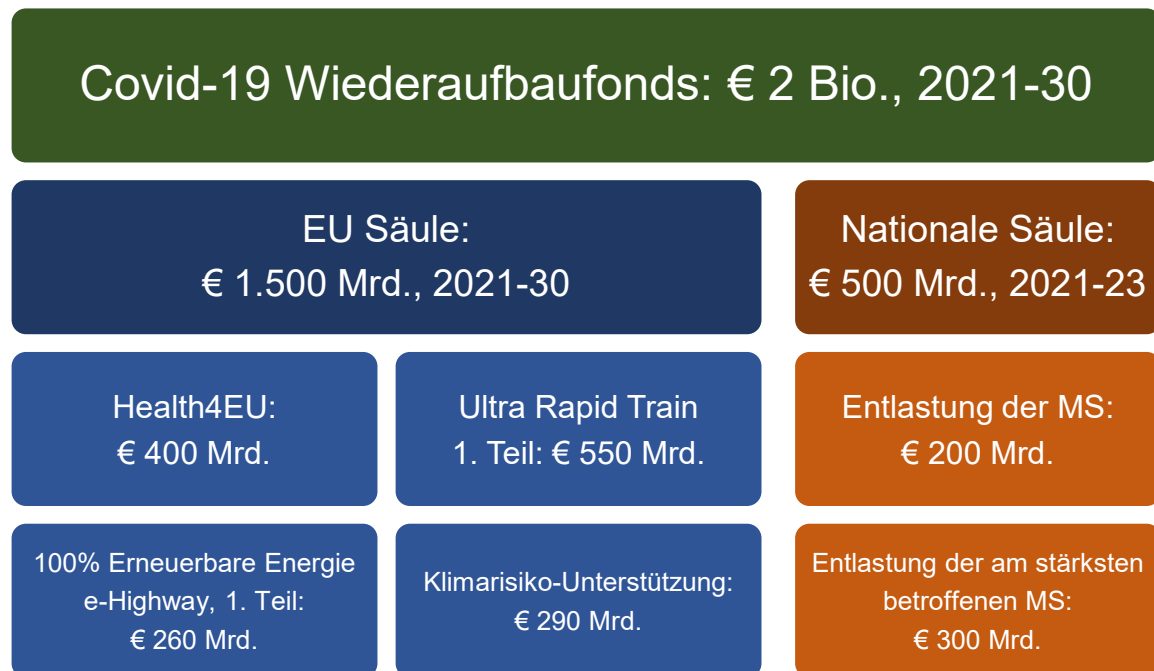 Covid-19 Wiederaufbaufonds: € 2 Bio., 2021-30
EU Säule:
€ 1.500 Mrd., 2021-30
Nationale Säule:
€ 500 Mrd., 2021-23
Health4EU:
€ 400 Mrd.
Ultra Rapid Train
1. Teil: € 550 Mrd.
Entlastung der MS:
€ 200 Mrd.
100% Erneuerbare Energie
e-Highway, 1. Teil:
€ 260 Mrd.
Klimarisiko-Unterstützung:
€ 290 Mrd.
Entlastung der am stärksten
betroffenen MS:
€ 300 Mrd.